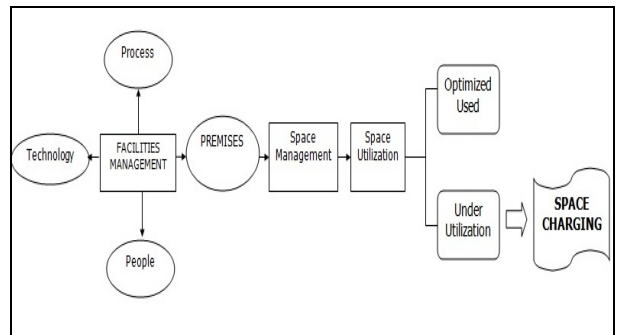 Process
Technology
FACILITIES
MANAGEMENT
PREMISES
Space
Management
Space
Utilization
Optimized
Used
Under
Utilization
SPACE
CHARGING
People